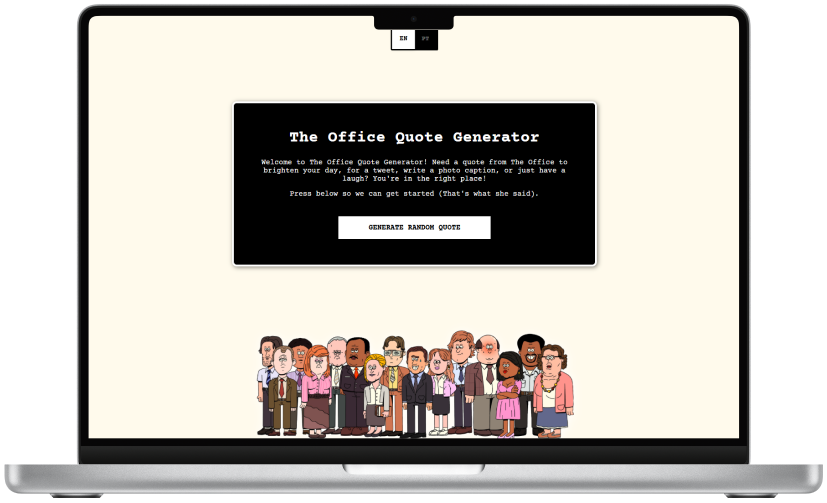 EN PT
The Office Quote Generator
Welcome to The Office Quote Generator! Need a quote from The Office to
brighten your day, for a tweet, write a photo caption, or just have a
laugh? You're in the right place!
Press below so we can get started (That's what she said).
GENERATE RANDOM QUOTE